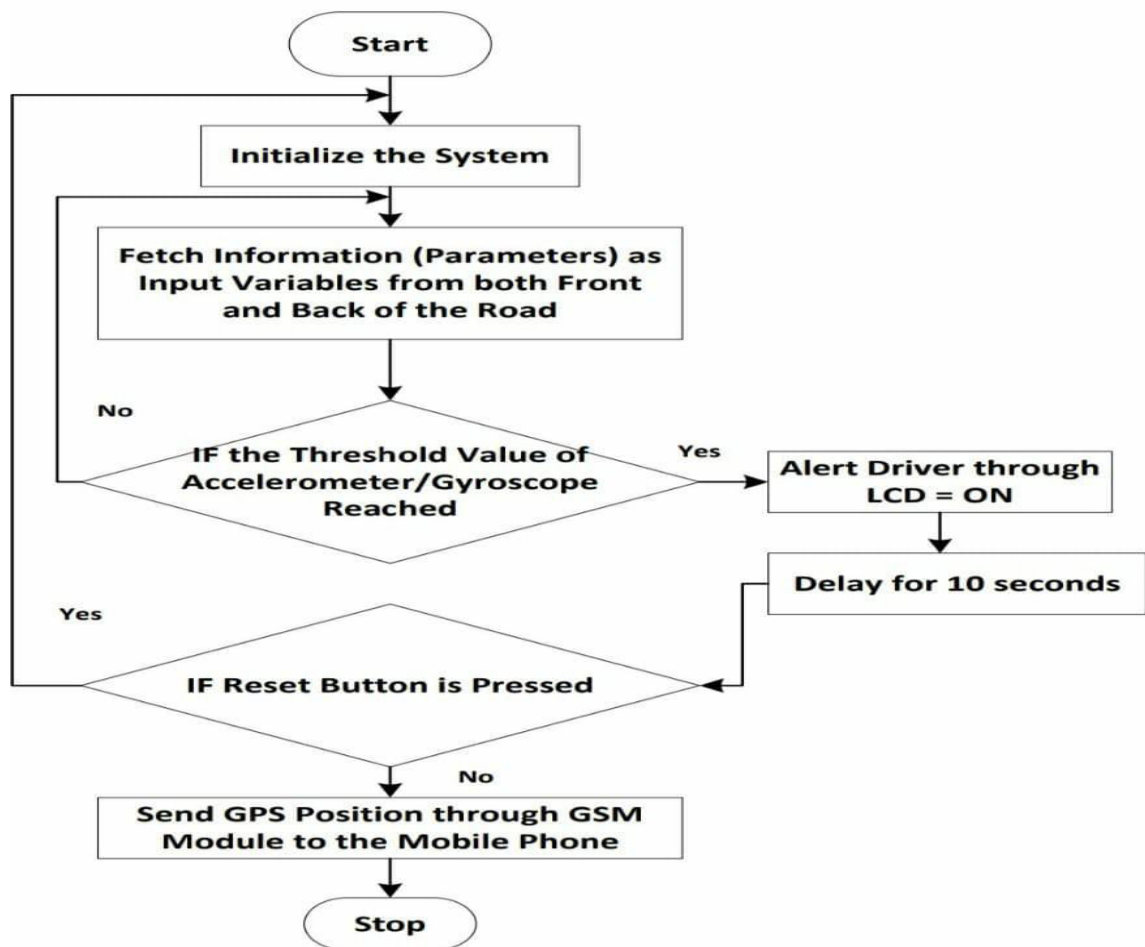 Start
Initialize the System
Fetch Information (Parameters) as
Input Variables from both Front
and Back of the Road
No
IF the Threshold Value of
Accelerometer/Gyroscope
Reached
Yes
Alert Driver through
LCD = ON
Delay for 10 seconds
Yes
IF Reset Button is Pressed
No
Send GPS Position through GSM
Module to the Mobile Phone
Stop